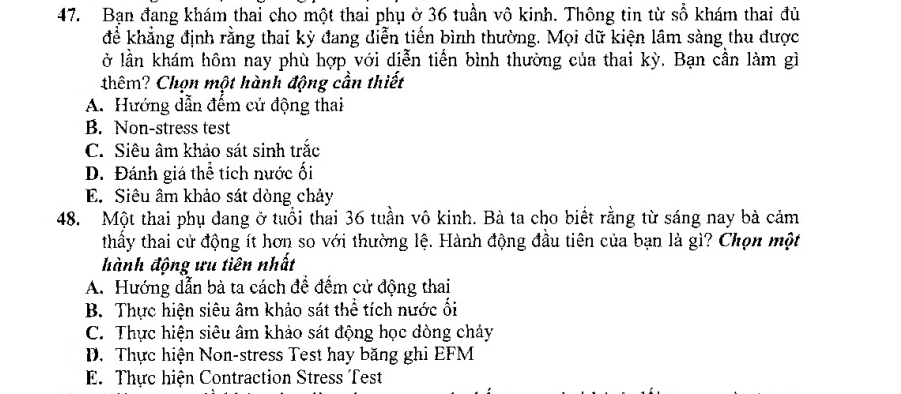 47. Bạn đang khám thai cho một thai phụ ở 36 tuần vô kinh. Thông tin từ sổ khám thai đủ
để khẳng định rằng thai kỳ đang diễn tiến bình thường. Mọi dữ kiện lâm sàng thu được
ở lần khám hôm nay phù hợp với diễn tiến bình thường của thai kỳ. Bạn cần làm gì
thêm? Chọn một hành động cần thiết
A. Hướng dẫn đếm cử động thai
B. Non-stress test
C. Siêu âm khảo sát sinh trắc
D. Đánh giá thể tích nước ối
E. Siêu âm khảo sát dòng chảy
48. Một thai phụ đang ở tuổi thai 36 tuần vô kinh. Bà ta cho biết rằng từ sáng nay bà cảm
thấy thai cử động ít hơn so với thường lệ. Hành động đầu tiên của bạn là gì? Chọn một
hành động ưu tiên nhất
A. Hướng dẫn bà ta cách để đếm cử động thai
B. Thực hiện siêu âm khảo sát thể tích nước ối
C. Thực hiện siêu âm khảo sát động học dòng chảy
D. Thực hiện Non-stress Test hay băng ghi EFM
E. Thực hiện Contraction Stress Test